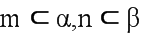 m ⊂ α,n ⊂ β